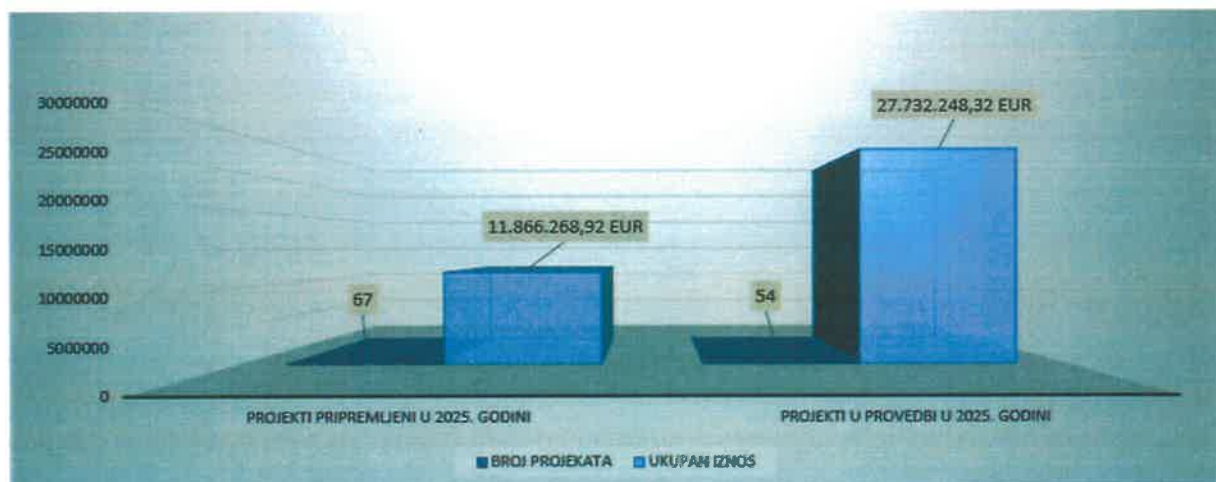 30000000
25000000
20000000
15000000
10000000
5000000
0
27.732.248,32 EUR
11.866.268,92 EUR
67
54
PROJEKTI PRIPREMLJENI U 2025. GODINI
PROJEKTI U PROVEDBI U 2025. GODINI
BROJ PROJEKATA UKUPAN IZNOS